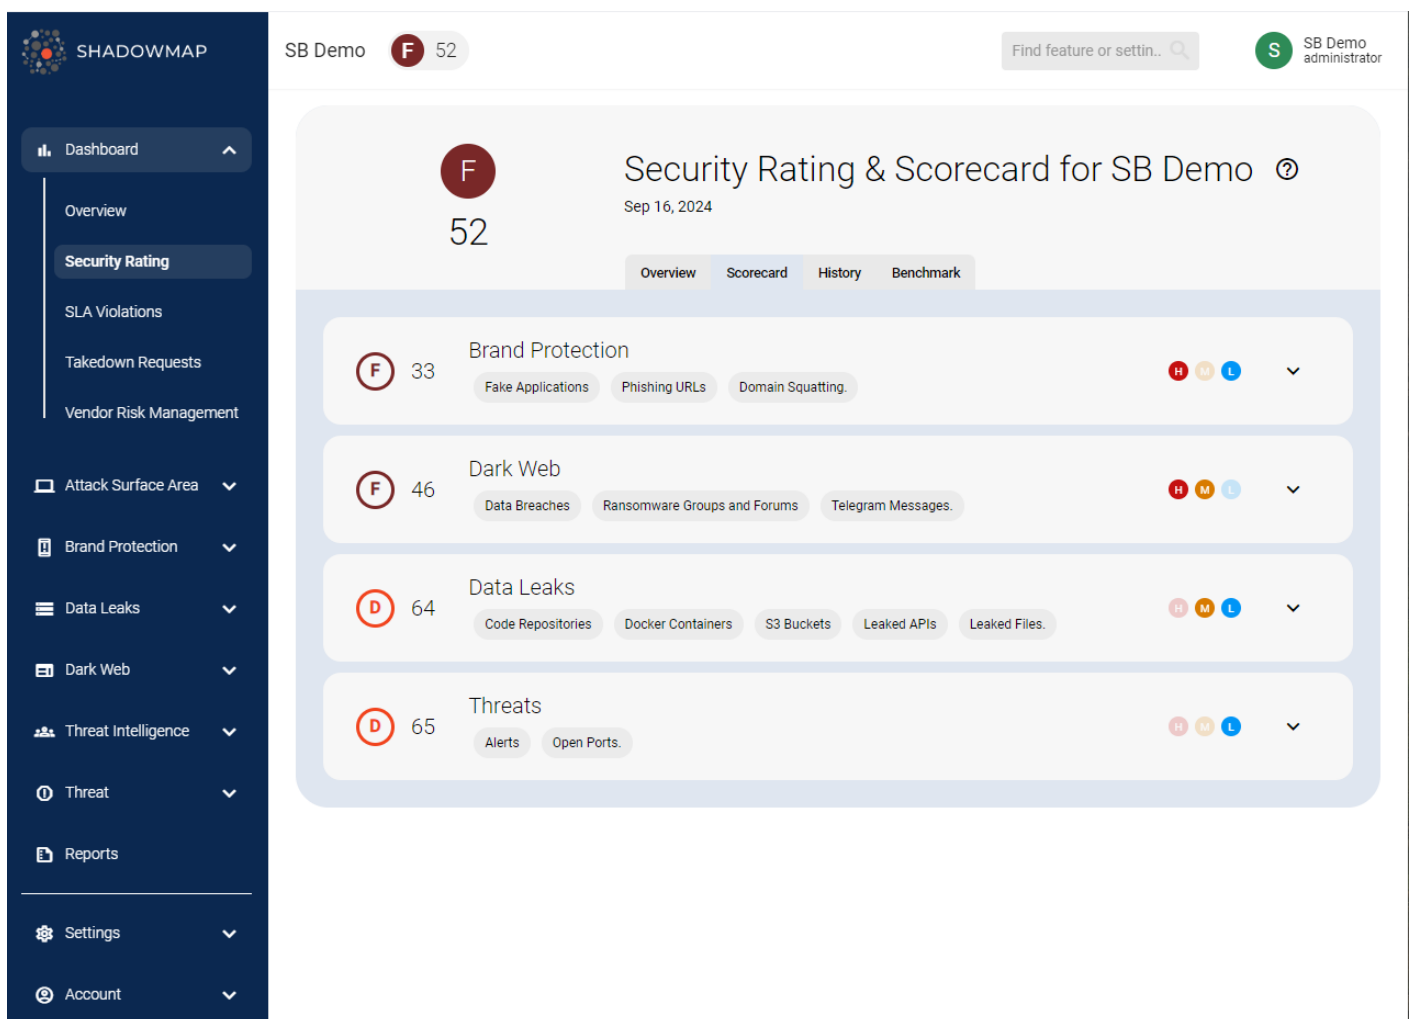 SHADOWMAP
SB Demo F 52
Find feature or settin..
S
SB Demo
administrator
Dashboard
Overview
Security Rating
SLA Violations
Takedown Requests
Vendor Risk Management
Attack Surface Area
Brand Protection
Data Leaks
Dark Web
Threat Intelligence
Threat
Reports
Settings
Account
F
52
Security Rating & Scorecard for SB Demo ?
Sep 16, 2024
Overview Scorecard History Benchmark
F 33
Brand Protection
Fake Applications Phishing URLs Domain Squatting.
H M L
F 46
Dark Web
Data Breaches Ransomware Groups and Forums Telegram Messages.
H M L
D 64
Data Leaks
Code Repositories Docker Containers S3 Buckets Leaked APIs Leaked Files.
H M L
D 65
Threats
Alerts Open Ports.
H M L